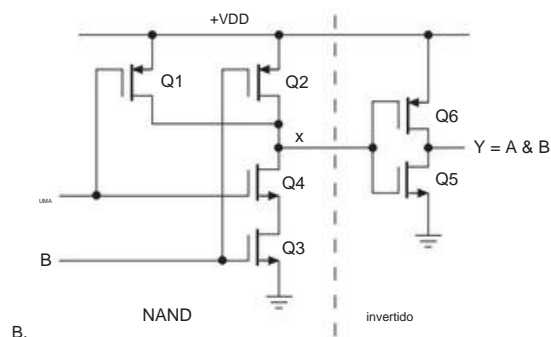 +VDD
Q1
Q2
Q6
x
Y = A & B
Q4
Q5
UMA
B
Q3
NAND
invertido
B.